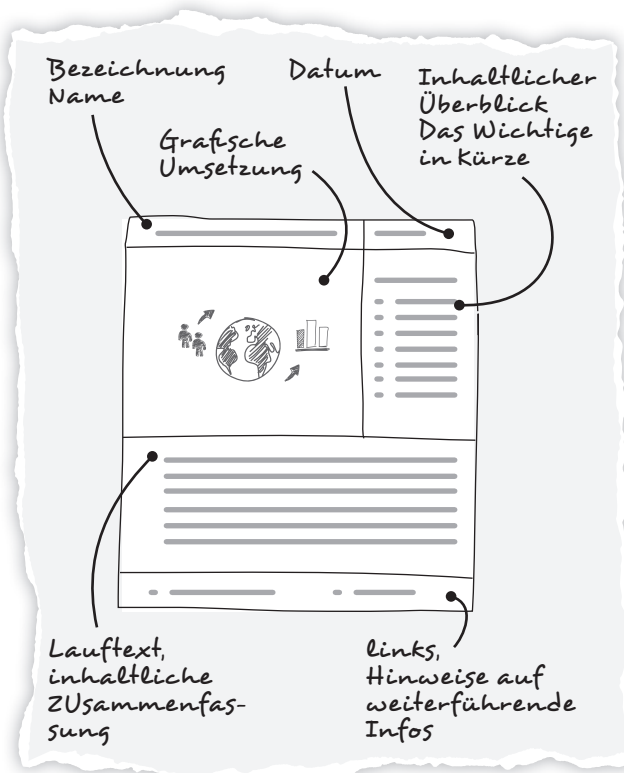 Bezeichnung
Name
Datum
Inhaltlicher
Überblick
Das Wichtige
in Kürze
Grafische
Umsetzung
Lauftext,
inhaltliche
ZUsammenfas-
sung
links,
Hinweise auf
weiterführende
Infos